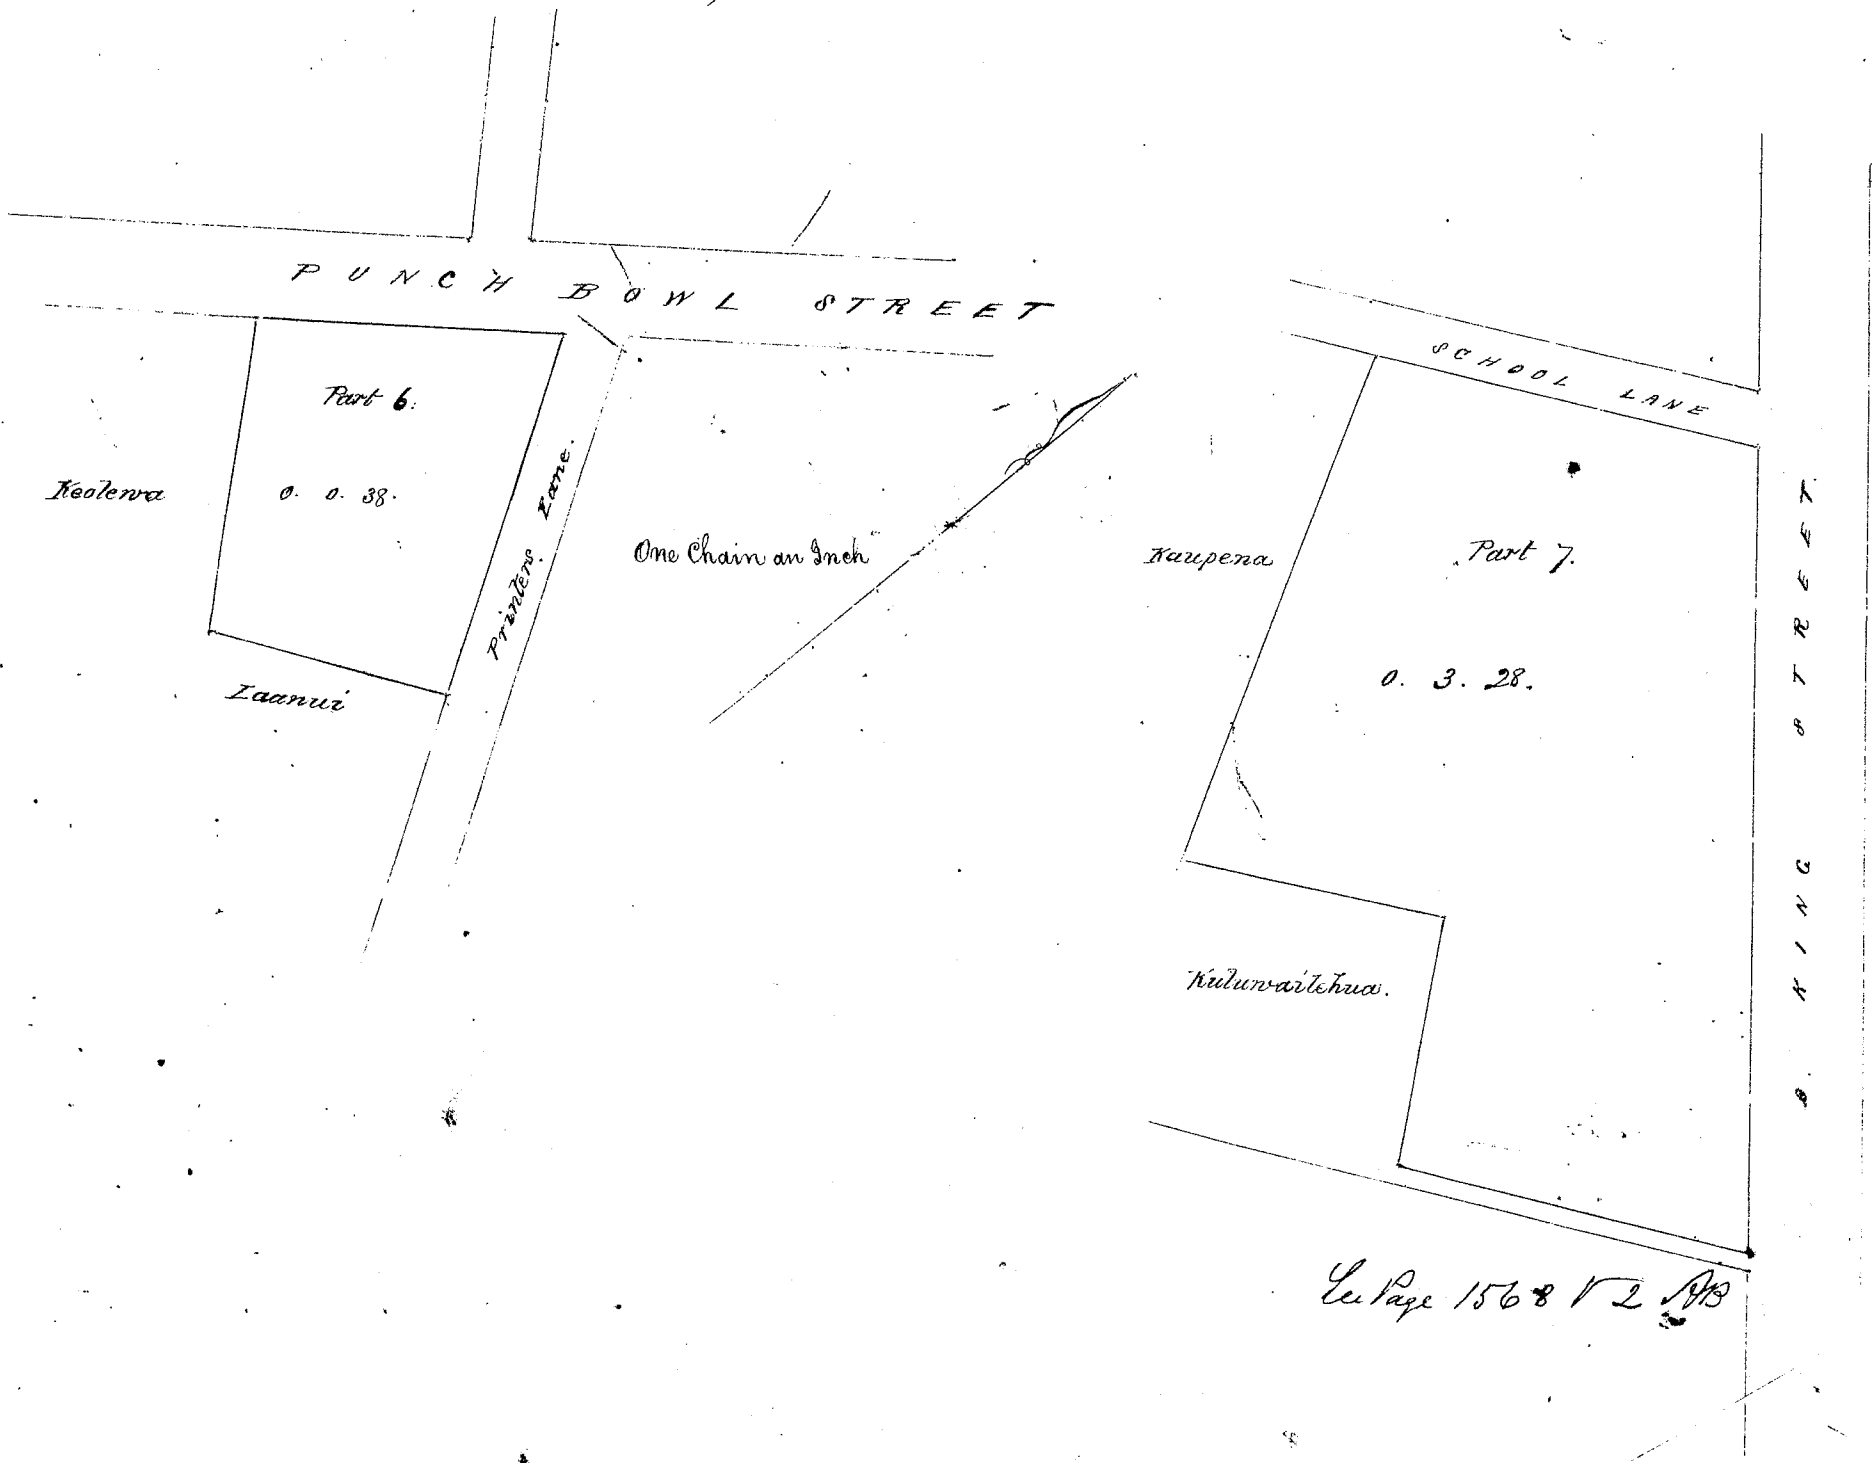 PUNCH BOWL STREET
SCHOOL LANE
Part 6.
Keolewa
0. 0. 38.
Printers Lane.
One Chain an Inch
Kaupena
Part 7.
0. 3. 28.
Laanui
KING STREET.
See Page 1568 V 2 AB